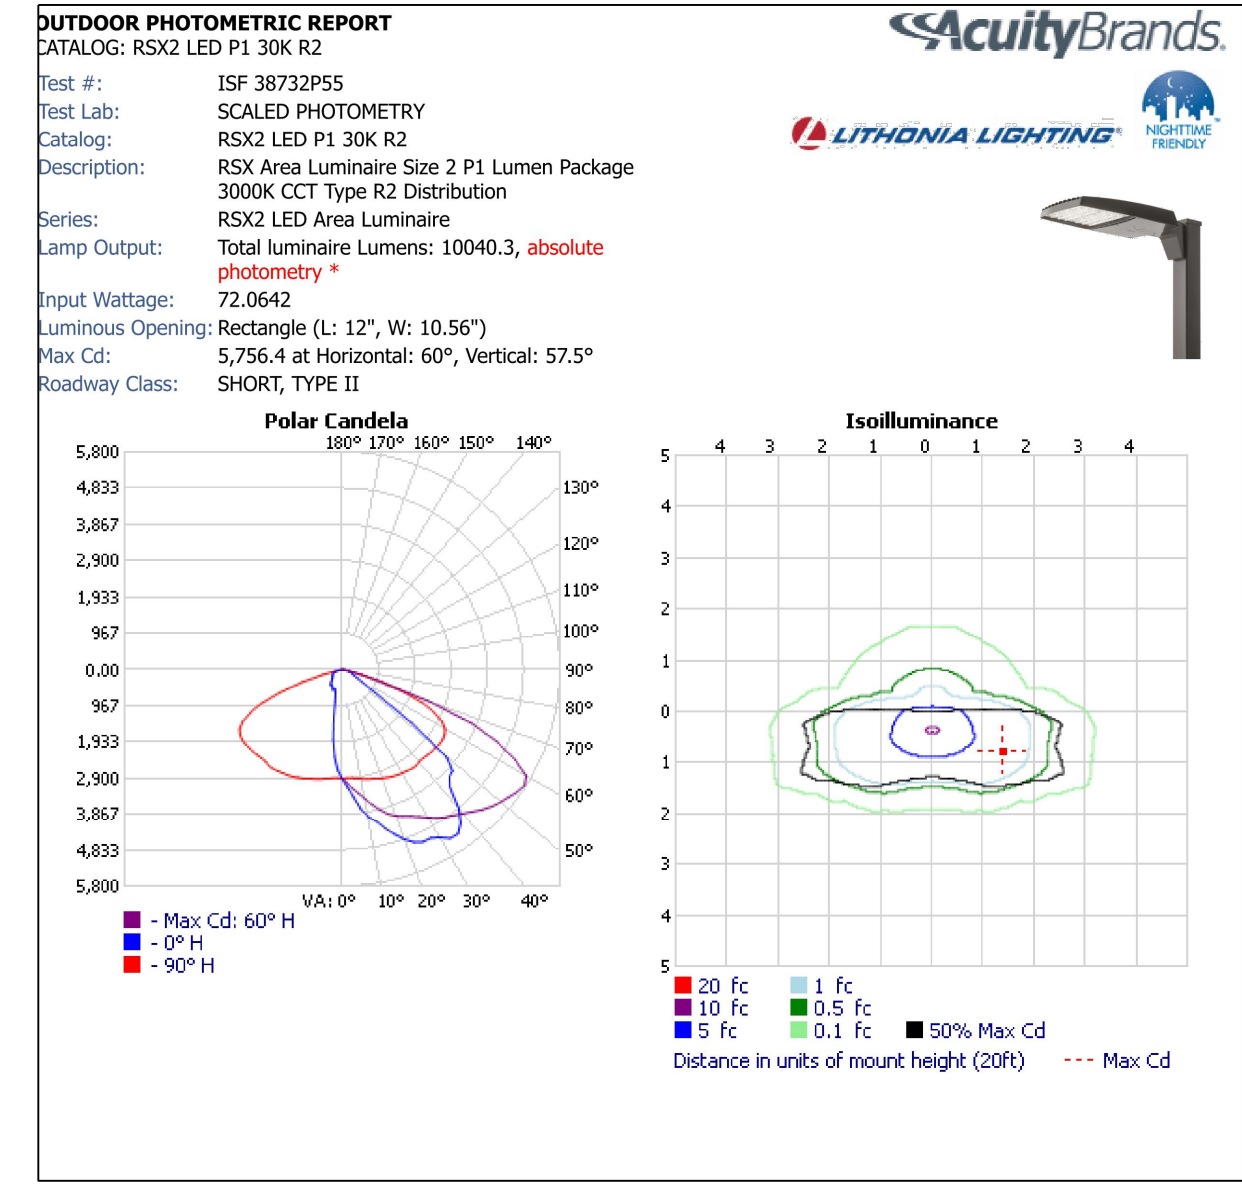 OUTDOOR PHOTOMETRIC REPORT
CATALOG: RSX2 LED P1 30K R2
AcuityBrands.
Test #: ISF 38732P55
Test Lab: SCALED PHOTOMETRY
Catalog: RSX2 LED P1 30K R2
Description: RSX Area Luminaire Size 2 P1 Lumen Package
3000K CCT Type R2 Distribution
Series: RSX2 LED Area Luminaire
Lamp Output: Total luminaire Lumens: 10040.3, absolute
photometry *
Input Wattage: 72.0642
Luminous Opening: Rectangle (L: 12", W: 10.56")
Max Cd: 5,756.4 at Horizontal: 60°, Vertical: 57.5°
Roadway Class: SHORT, TYPE II
LITHONIA LIGHTING®
NIGHTTIME
FRIENDLY™
Polar Candela
180° 170° 160° 150° 140°
5,800
4,833
3,867
2,900
1,933
967
0.00
967
1,933
2,900
3,867
4,833
5,800
130°
120°
110°
100°
90°
80°
70°
60°
50°
VA: 0° 10° 20° 30° 40°
- Max Cd: 60° H
- 0° H
- 90° H
Isoilluminance
4 3 2 1 0 1 2 3 4
5
4
3
2
1
0
1
2
3
4
5
20 fc
1 fc
10 fc
0.5 fc
5 fc
0.1 fc
50% Max Cd
Distance in units of mount height (20ft)
--- Max Cd